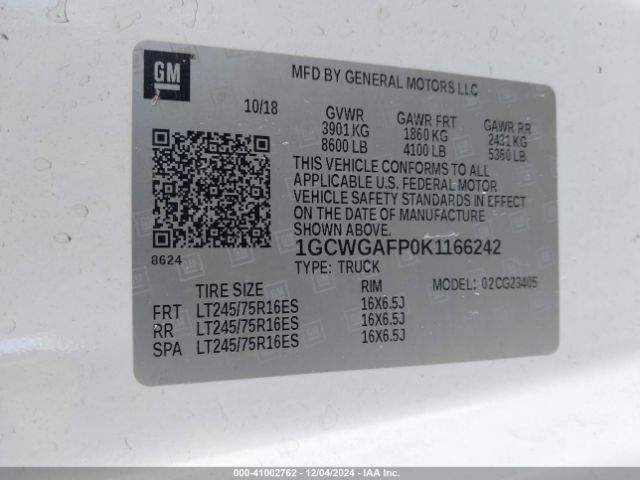 GM
MFD BY GENERAL MOTORS LLC
10/18 GVWR GAWR FRT GAWR RR
3901 KG 1860 KG 2431 KG
8600 LB 4100 LB 5360 LB
THIS VEHICLE CONFORMS TO ALL
APPLICABLE U.S. FEDERAL MOTOR
VEHICLE SAFETY STANDARDS IN EFFECT
ON THE DATE OF MANUFACTURE
SHOWN ABOVE.
8624 1GCWGAFP0K1166242
TYPE: TRUCK MODEL: 02CG23405
TIRE SIZE RIM
FRT LT245/75R16ES 16X6.5J
RR LT245/75R16ES 16X6.5J
SPA LT245/75R16ES 16X6.5J
000-41002762 - 12/04/2024 - IAA Inc.